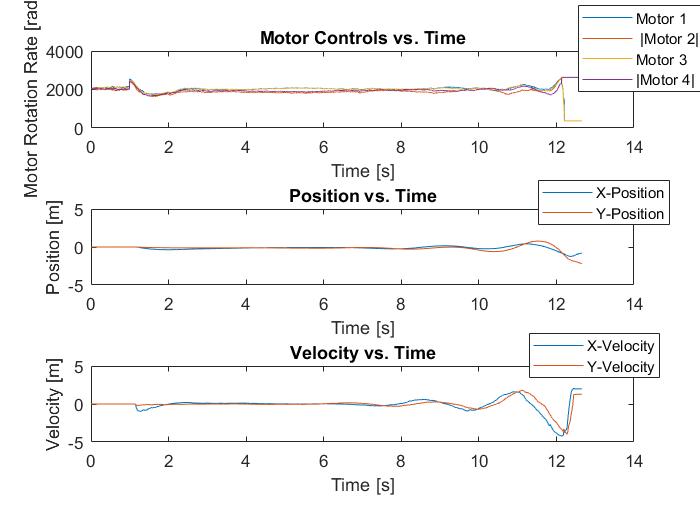 Motor Controls vs. Time
Motor Rotation Rate [rad
4000
2000
0
0 2 4 6 8 10 12 14
Time [s]
Motor 1
|Motor 2|
Motor 3
|Motor 4|
Position vs. Time
Position [m]
5
0
-5
0 2 4 6 8 10 12 14
Time [s]
X-Position
Y-Position
Velocity vs. Time
Velocity [m]
5
0
-5
0 2 4 6 8 10 12 14
Time [s]
X-Velocity
Y-Velocity